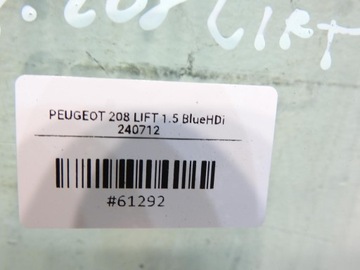 208 LIFT
PEUGEOT 208 LIFT 1.5 BlueHDi
240712
#61292